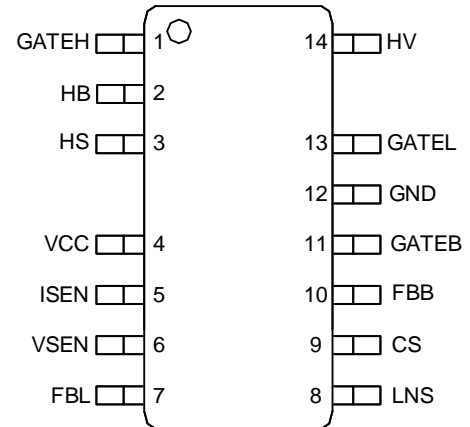 GATEH 1 14 HV
HB 2
HS 3 13 GATEL
12 GND
VCC 4 11 GATEB
ISEN 5 10 FBB
VSEN 6 9 CS
FBL 7 8 LNS